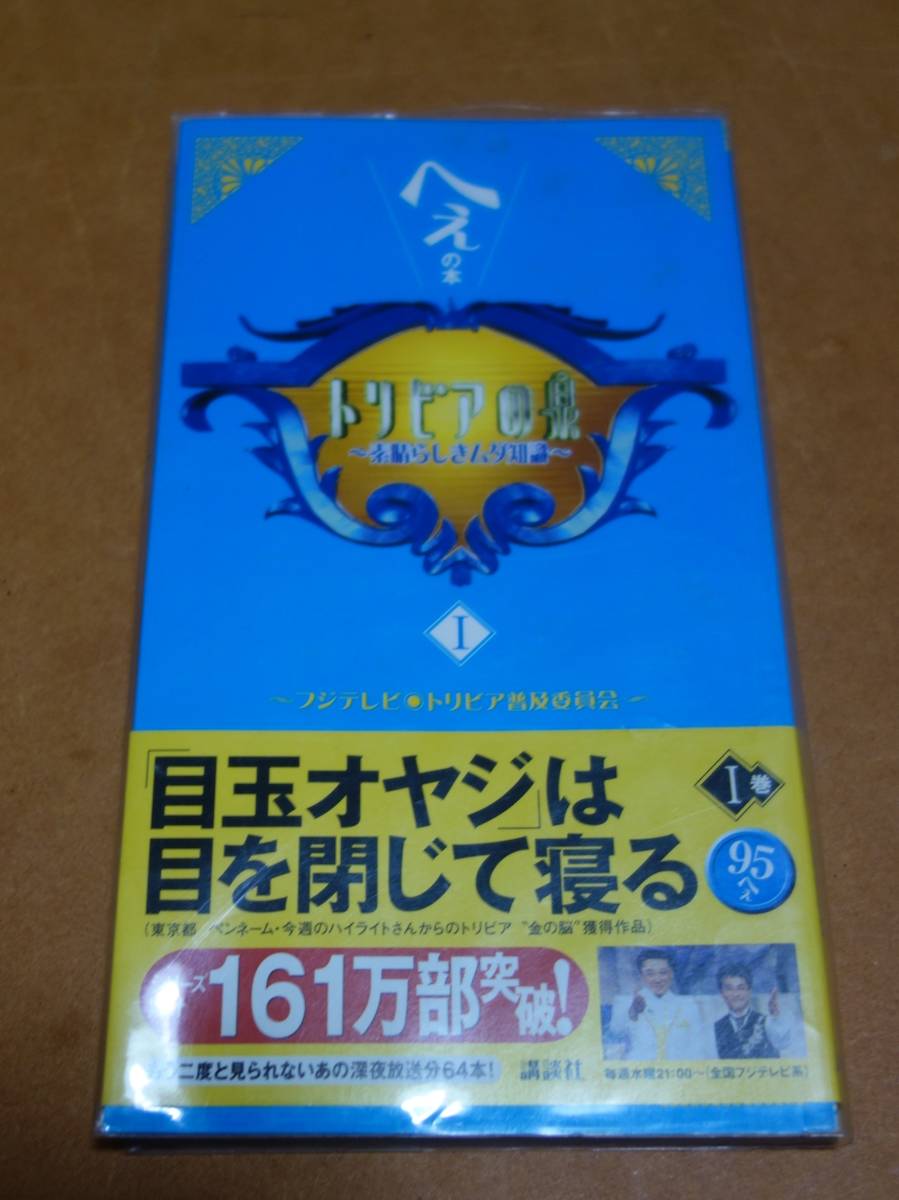 へえの本
トリビアの泉
〜素晴らしきムダ知識〜
I
〜フジテレビ●トリビア普及委員会〜
「目玉オヤジ」は
目を閉じて寝る
I巻
95へぇ
(東京都 ペンネーム・今週のハイライトさんからのトリビア "金の脳"獲得作品)
ーズ161万部突破!
二度と見られないあの深夜放送分64本!
講談社
毎週水曜21:00〜(全国フジテレビ系)